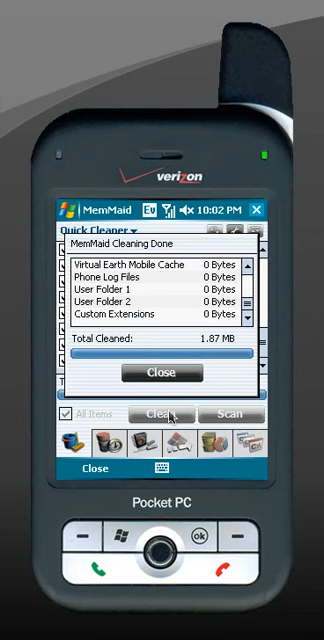 verizon
MemMaid Ev 10:02 PM
Quick Cleaner
MemMaid Cleaning Done
Virtual Earth Mobile Cache 0 Bytes
Phone Log Files 0 Bytes
User Folder 1 0 Bytes
User Folder 2 0 Bytes
Custom Extensions 0 Bytes
Total Cleaned: 1.87 MB
Close
T
All Items Clean Scan
Close
Pocket PC
ok